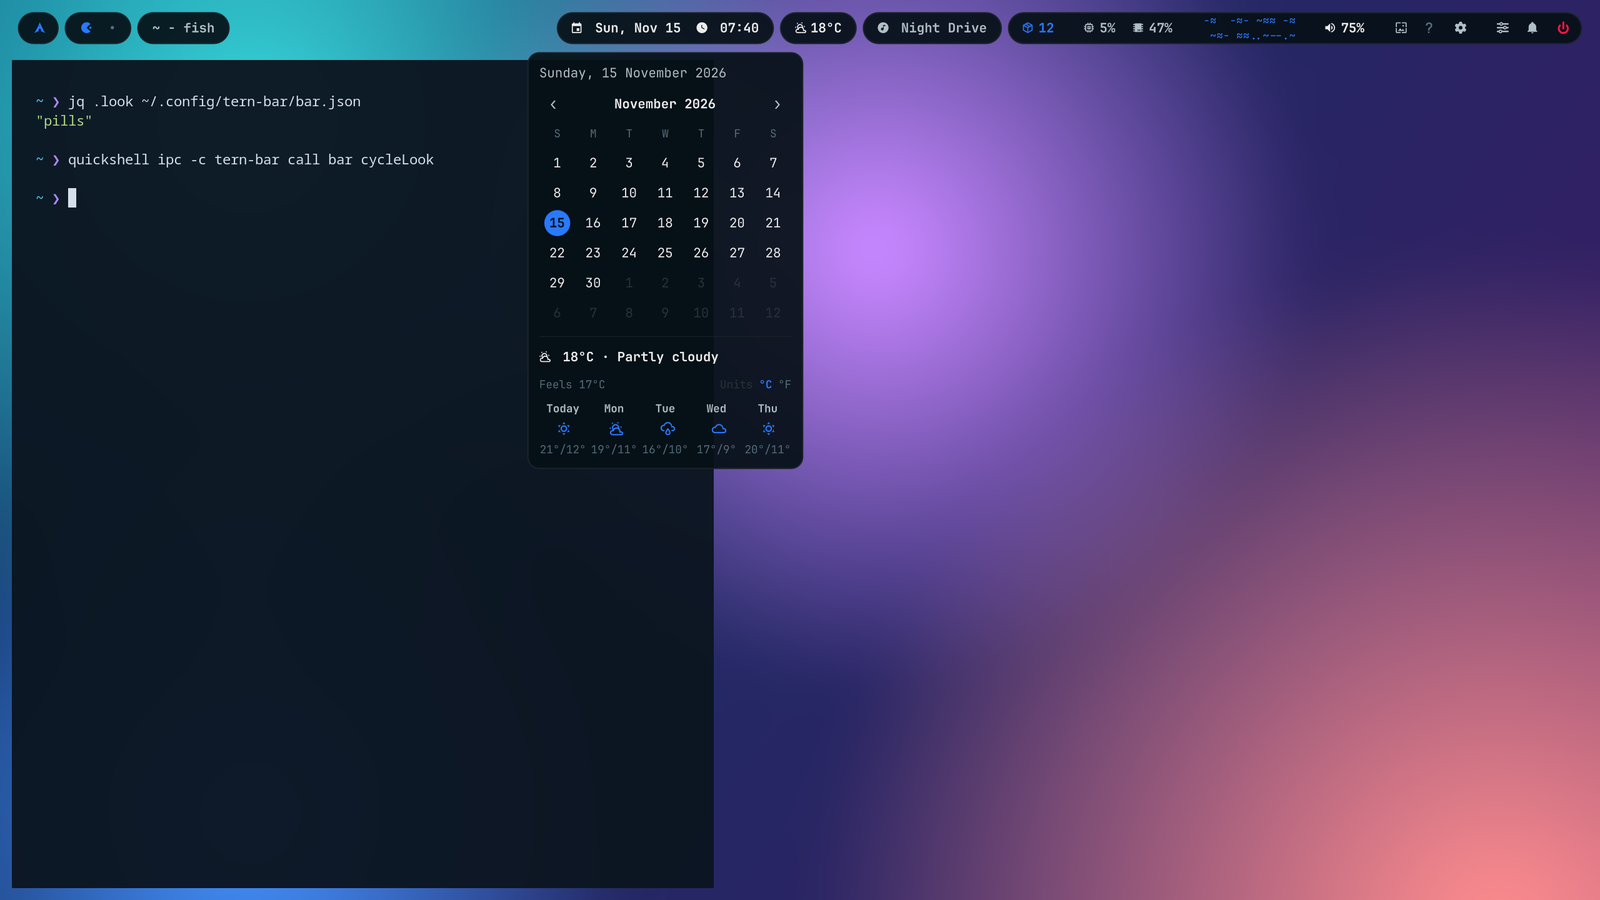 ~ - fish
Sun, Nov 15 07:40
18°C
Night Drive
12 5% 47% 75% ?
~ ❯ jq .look ~/.config/tern-bar/bar.json
"pills"
~ ❯ quickshell ipc -c tern-bar call bar cycleLook
~ ❯
Sunday, 15 November 2026
‹ November 2026 ›
S M T W T F S
1 2 3 4 5 6 7
8 9 10 11 12 13 14
15 16 17 18 19 20 21
22 23 24 25 26 27 28
29 30 1 2 3 4 5
6 7 8 9 10 11 12
18°C · Partly cloudy
Feels 17°C Units °C °F
Today Mon Tue Wed Thu
21°/12° 19°/11° 16°/10° 17°/9° 20°/11°